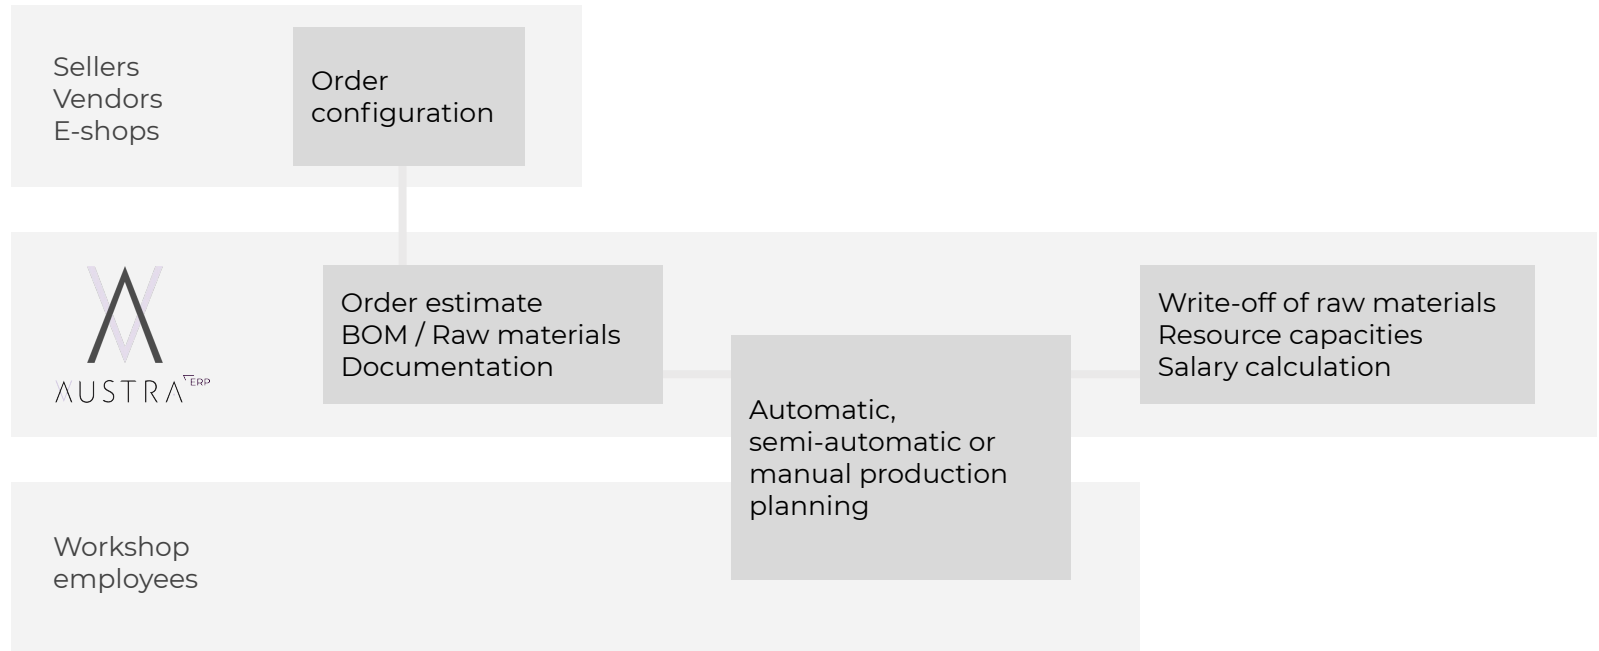 Sellers
Vendors
E-shops
Order
configuration
AUSTRA ERP
Order estimate
BOM / Raw materials
Documentation
Automatic,
semi-automatic or
manual production
planning
Write-off of raw materials
Resource capacities
Salary calculation
Workshop
employees